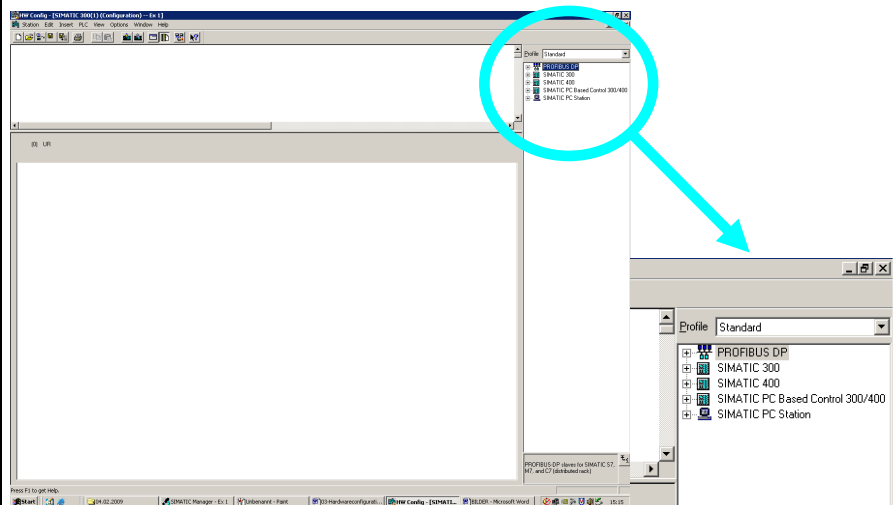 HW Config - [SIMATIC 300(1) (Configuration) -- Ex 1]
Station Edit Insert PLC View Options Window Help
Profile Standard
PROFIBUS DP
SIMATIC 300
SIMATIC 400
SIMATIC PC Based Control 300/400
SIMATIC PC Station
(0) UR
Profile Standard
PROFIBUS DP
SIMATIC 300
SIMATIC 400
SIMATIC PC Based Control 300/400
SIMATIC PC Station
PROFIBUS-DP slaves for SIMATIC S7,
M7, and C7 (distributed rack)
Press F1 to get Help.
Start 04.02.2009 SIMATIC Manager - Ex 1 Unbenannt - Paint 03-Hardwareconfigurati... HW Config - [SIMATI... BILDER - Microsoft Word 15:15